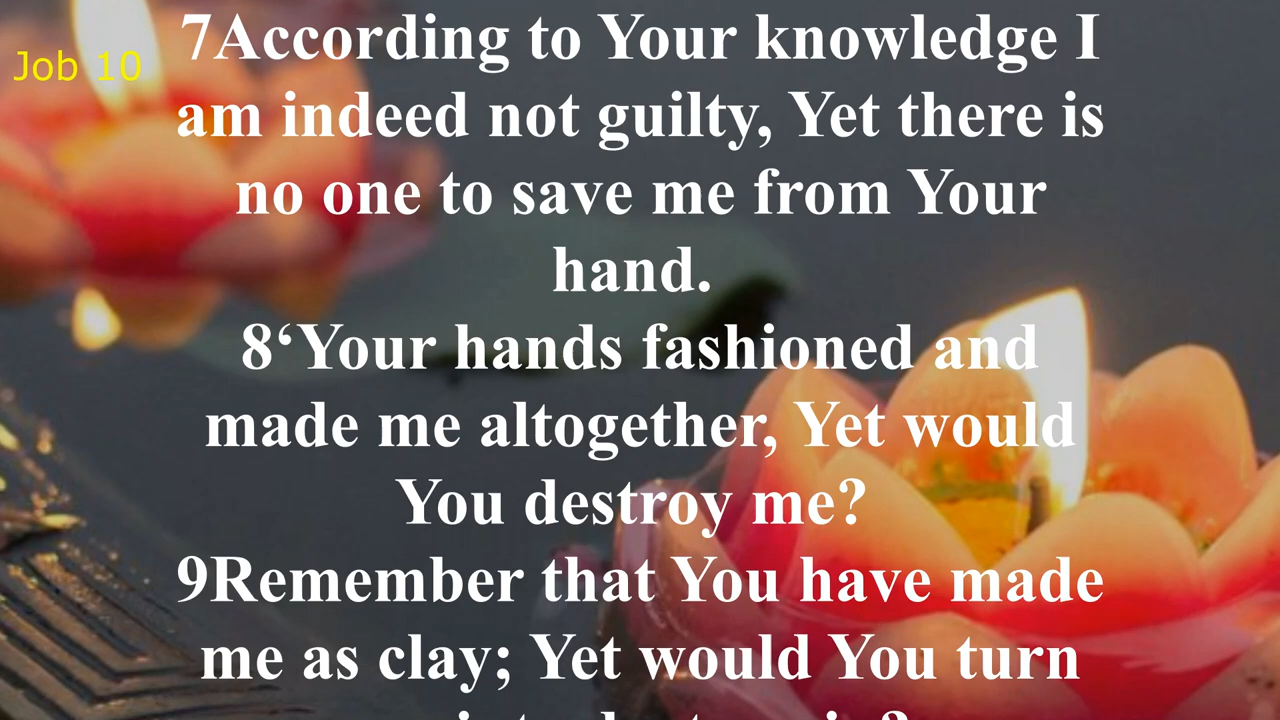 Job 10
7According to Your knowledge I
am indeed not guilty, Yet there is
no one to save me from Your
hand.
8‘Your hands fashioned and
made me altogether, Yet would
You destroy me?
9Remember that You have made
me as clay; Yet would You turn